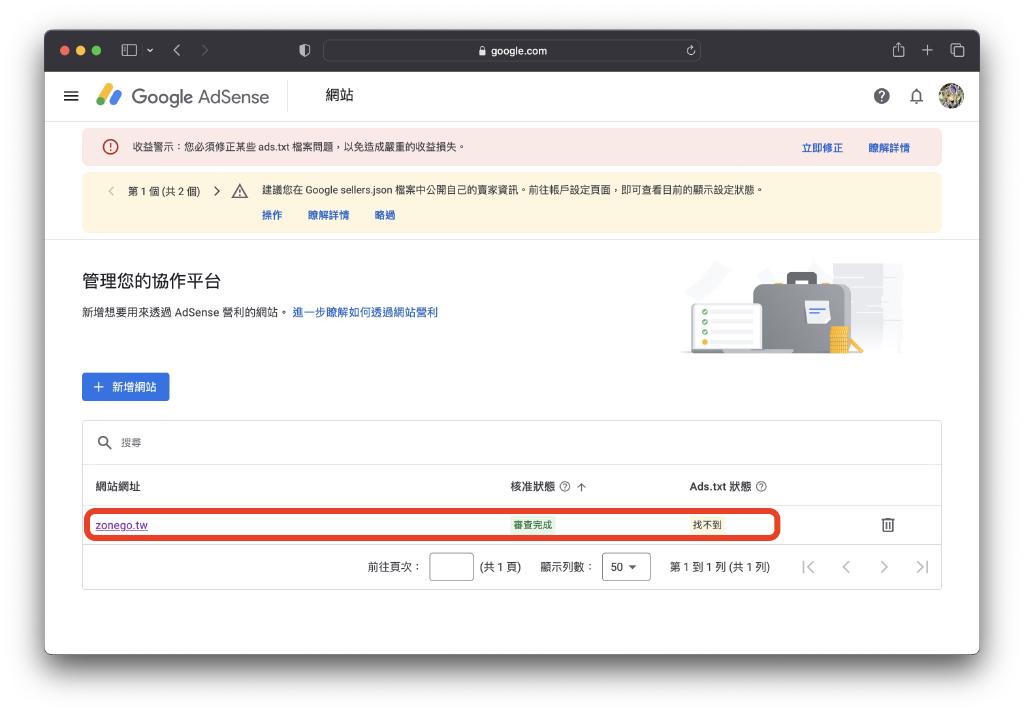 google.com
Google AdSense
網站
收益警示：您必須修正某些 ads.txt 檔案問題，以免造成嚴重的收益損失。
立即修正
瞭解詳情
第 1 個 (共 2 個)
建議您在 Google sellers.json 檔案中公開自己的賣家資訊。前往帳戶設定頁面，即可查看目前的顯示設定狀態。
操作
瞭解詳情
略過
管理您的協作平台
新增想要用來透過 AdSense 營利的網站。 進一步瞭解如何透過網站營利
新增網站
搜尋
網站網址
核准狀態
Ads.txt 狀態
zonego.tw
審查完成
找不到
前往頁次：
(共 1 頁)
顯示列數：
50
第 1 到 1 列 (共 1 列)